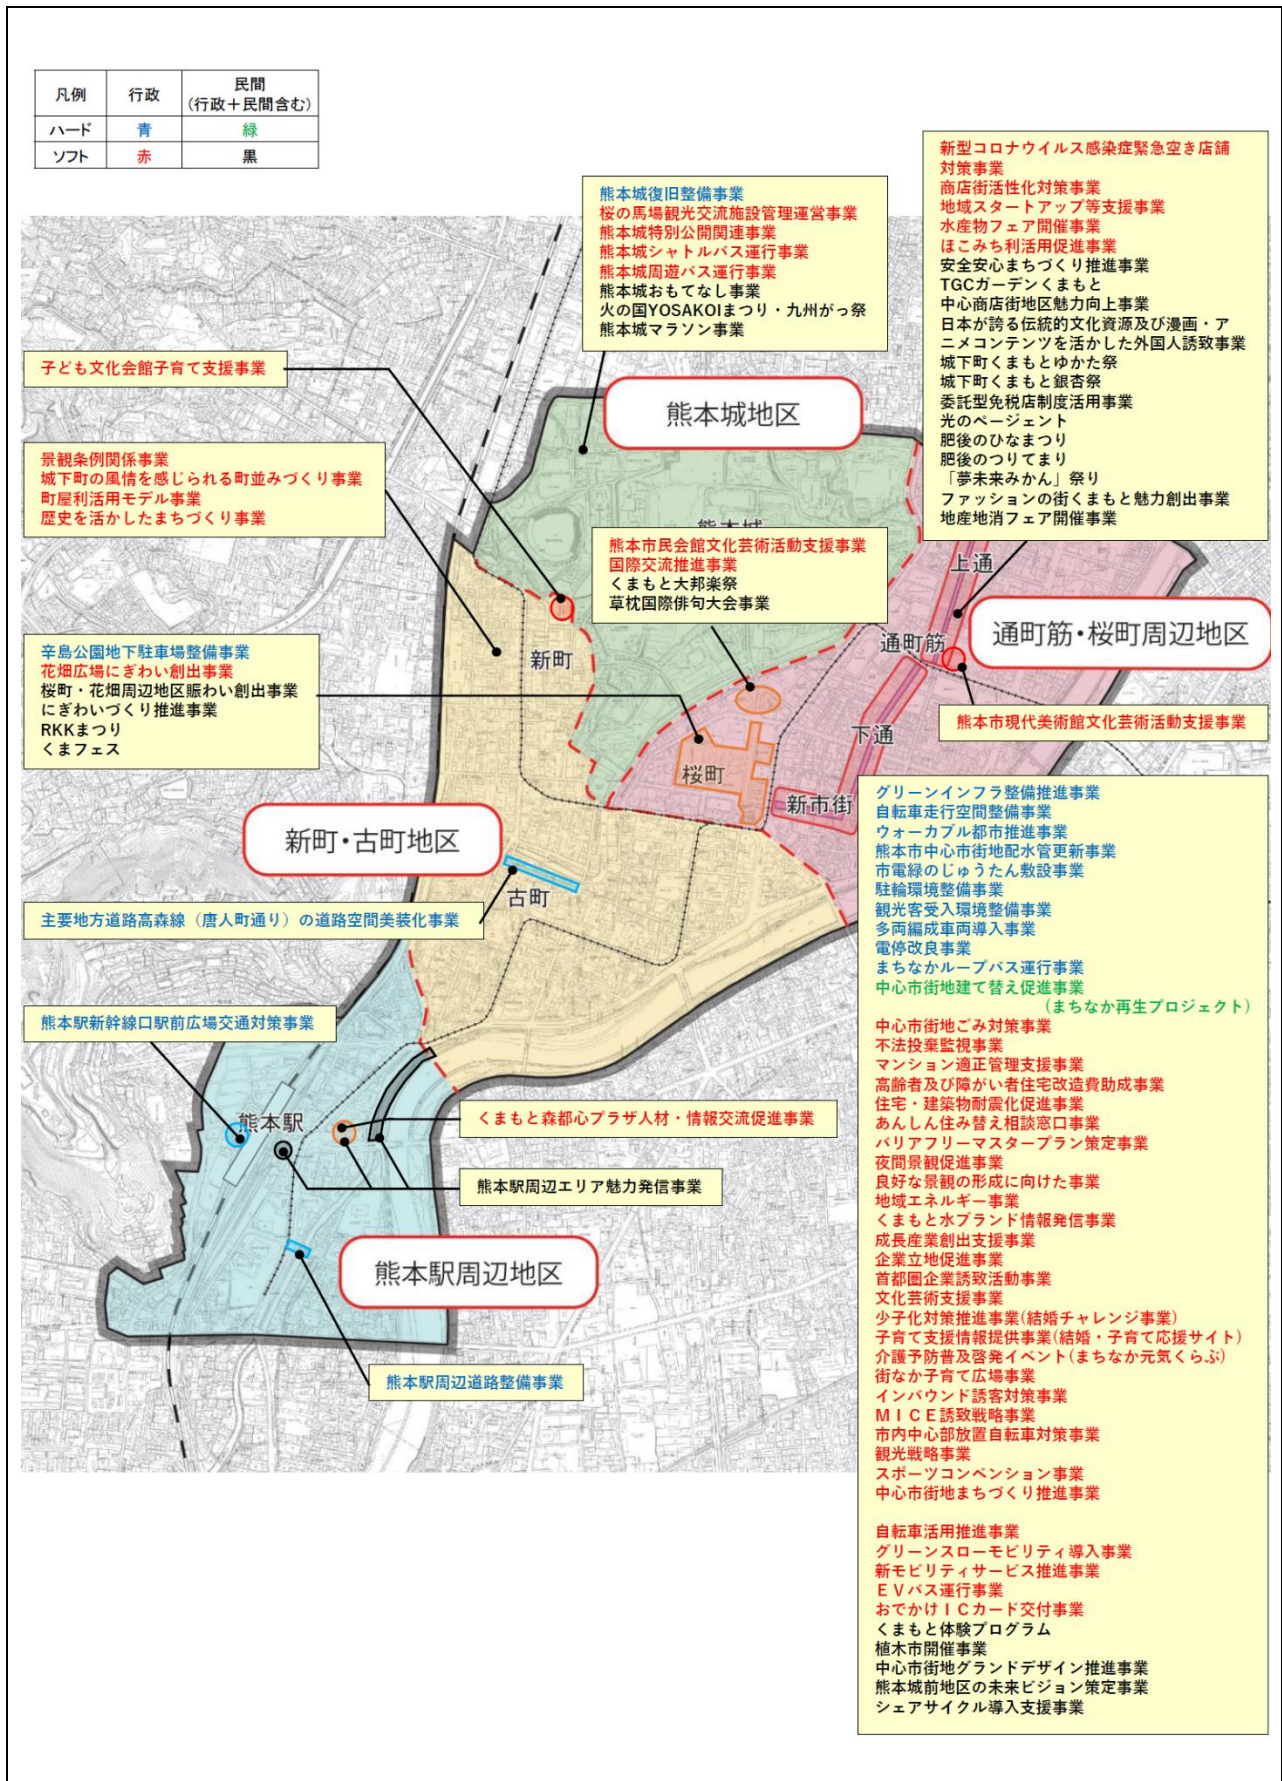 凡例 行政 民間
(行政＋民間含む)
ハード 青 緑
ソフト 赤 黒
新型コロナウイルス感染症緊急空き店舗
対策事業
商店街活性化対策事業
地域スタートアップ等支援事業
水産物フェア開催事業
ほこみち利活用促進事業
安全安心まちづくり推進事業
TGCガーデンくまもと
中心商店街地区魅力向上事業
日本が誇る伝統的文化資源及び漫画・ア
ニメコンテンツを活かした外国人誘致事業
城下町くまもとゆかた祭
城下町くまもと銀杏祭
委託型免税店制度活用事業
光のページェント
肥後のひなまつり
肥後のつりてまり
「夢未来みかん」祭り
ファッションの街くまもと魅力創出事業
地産地消フェア開催事業
熊本城復旧整備事業
桜の馬場観光交流施設管理運営事業
熊本城特別公開関連事業
熊本城シャトルバス運行事業
熊本城周遊バス運行事業
熊本城おもてなし事業
火の国YOSAKOIまつり・九州がっ祭
熊本城マラソン事業
子ども文化会館子育て支援事業
熊本城地区
景観条例関係事業
城下町の風情を感じられる町並みづくり事業
町屋利活用モデル事業
歴史を活かしたまちづくり事業
熊本城
熊本市民会館文化芸術活動支援事業
国際交流推進事業
くまもと大邦楽祭
草枕国際俳句大会事業
上通
通町筋・桜町周辺地区
通町筋
新町
辛島公園地下駐車場整備事業
花畑広場にぎわい創出事業
桜町・花畑周辺地区賑わい創出事業
にぎわいづくり推進事業
RKKまつり
くまフェス
熊本市現代美術館文化芸術活動支援事業
下通
桜町
新市街
新町・古町地区
古町
主要地方道路高森線（唐人町通り）の道路空間美装化事業
熊本駅新幹線口駅前広場交通対策事業
熊本駅
くまもと森都心プラザ人材・情報交流促進事業
熊本駅周辺エリア魅力発信事業
熊本駅周辺地区
熊本駅周辺道路整備事業
グリーンインフラ整備推進事業
自転車走行空間整備事業
ウォーカブル都市推進事業
熊本市中心市街地配水管更新事業
市電緑のじゅうたん敷設事業
駐輪環境整備事業
観光客受入環境整備事業
多両編成車両導入事業
電停改良事業
まちなかループバス運行事業
中心市街地建て替え促進事業
（まちなか再生プロジェクト）
中心市街地ごみ対策事業
不法投棄監視事業
マンション適正管理支援事業
高齢者及び障がい者住宅改造費助成事業
住宅・建築物耐震化促進事業
あんしん住み替え相談窓口事業
バリアフリーマスタープラン策定事業
夜間景観促進事業
良好な景観の形成に向けた事業
地域エネルギー事業
くまもと水ブランド情報発信事業
成長産業創出支援事業
企業立地促進事業
首都圏企業誘致活動事業
文化芸術支援事業
少子化対策推進事業(結婚チャレンジ事業)
子育て支援情報提供事業(結婚・子育て応援サイト)
介護予防普及啓発イベント(まちなか元気くらぶ)
街なか子育て広場事業
インバウンド誘客対策事業
ＭＩＣＥ誘致戦略事業
市内中心部放置自転車対策事業
観光戦略事業
スポーツコンベンション事業
中心市街地まちづくり推進事業
自転車活用推進事業
グリーンスローモビリティ導入事業
新モビリティサービス推進事業
ＥＶバス運行事業
おでかけＩＣカード交付事業
くまもと体験プログラム
植木市開催事業
中心市街地グランドデザイン推進事業
熊本城前地区の未来ビジョン策定事業
シェアサイクル導入支援事業